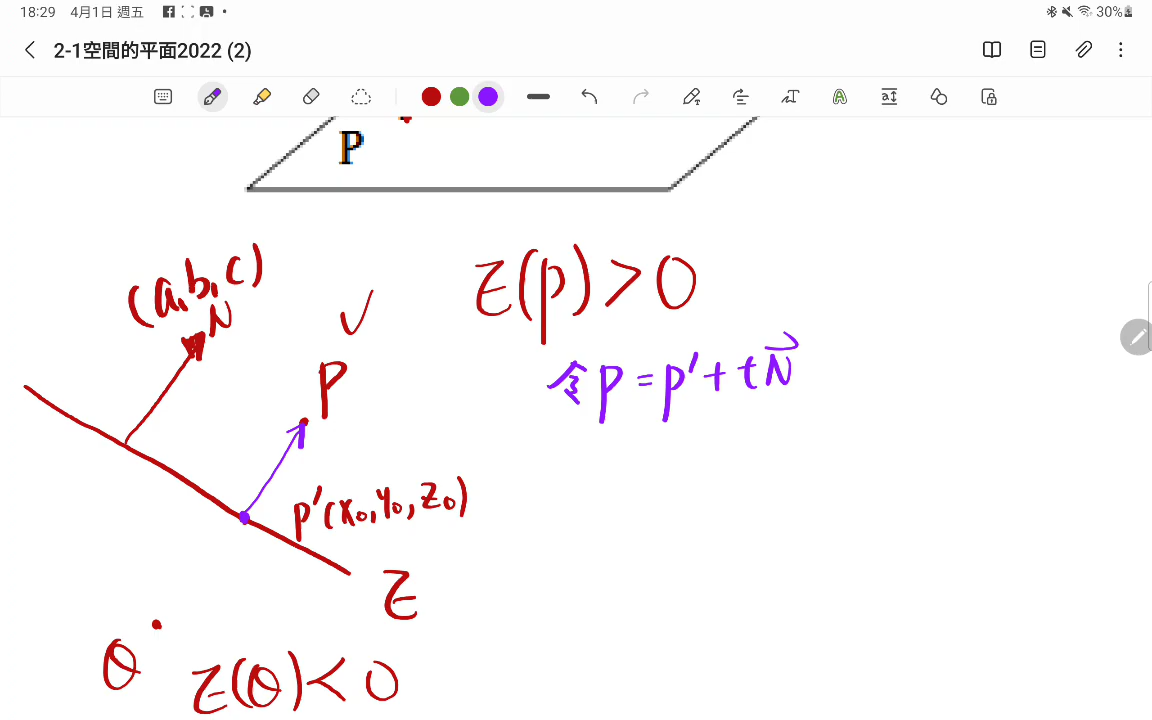 18:29 4月1日 週五 30%
2-1空間的平面2022 (2)
P
(a,b,c)
N
E(p)>0
p
令p=p'+tN⃗
p'(x₀,y₀,z₀)
E
Q
E(Q)<0